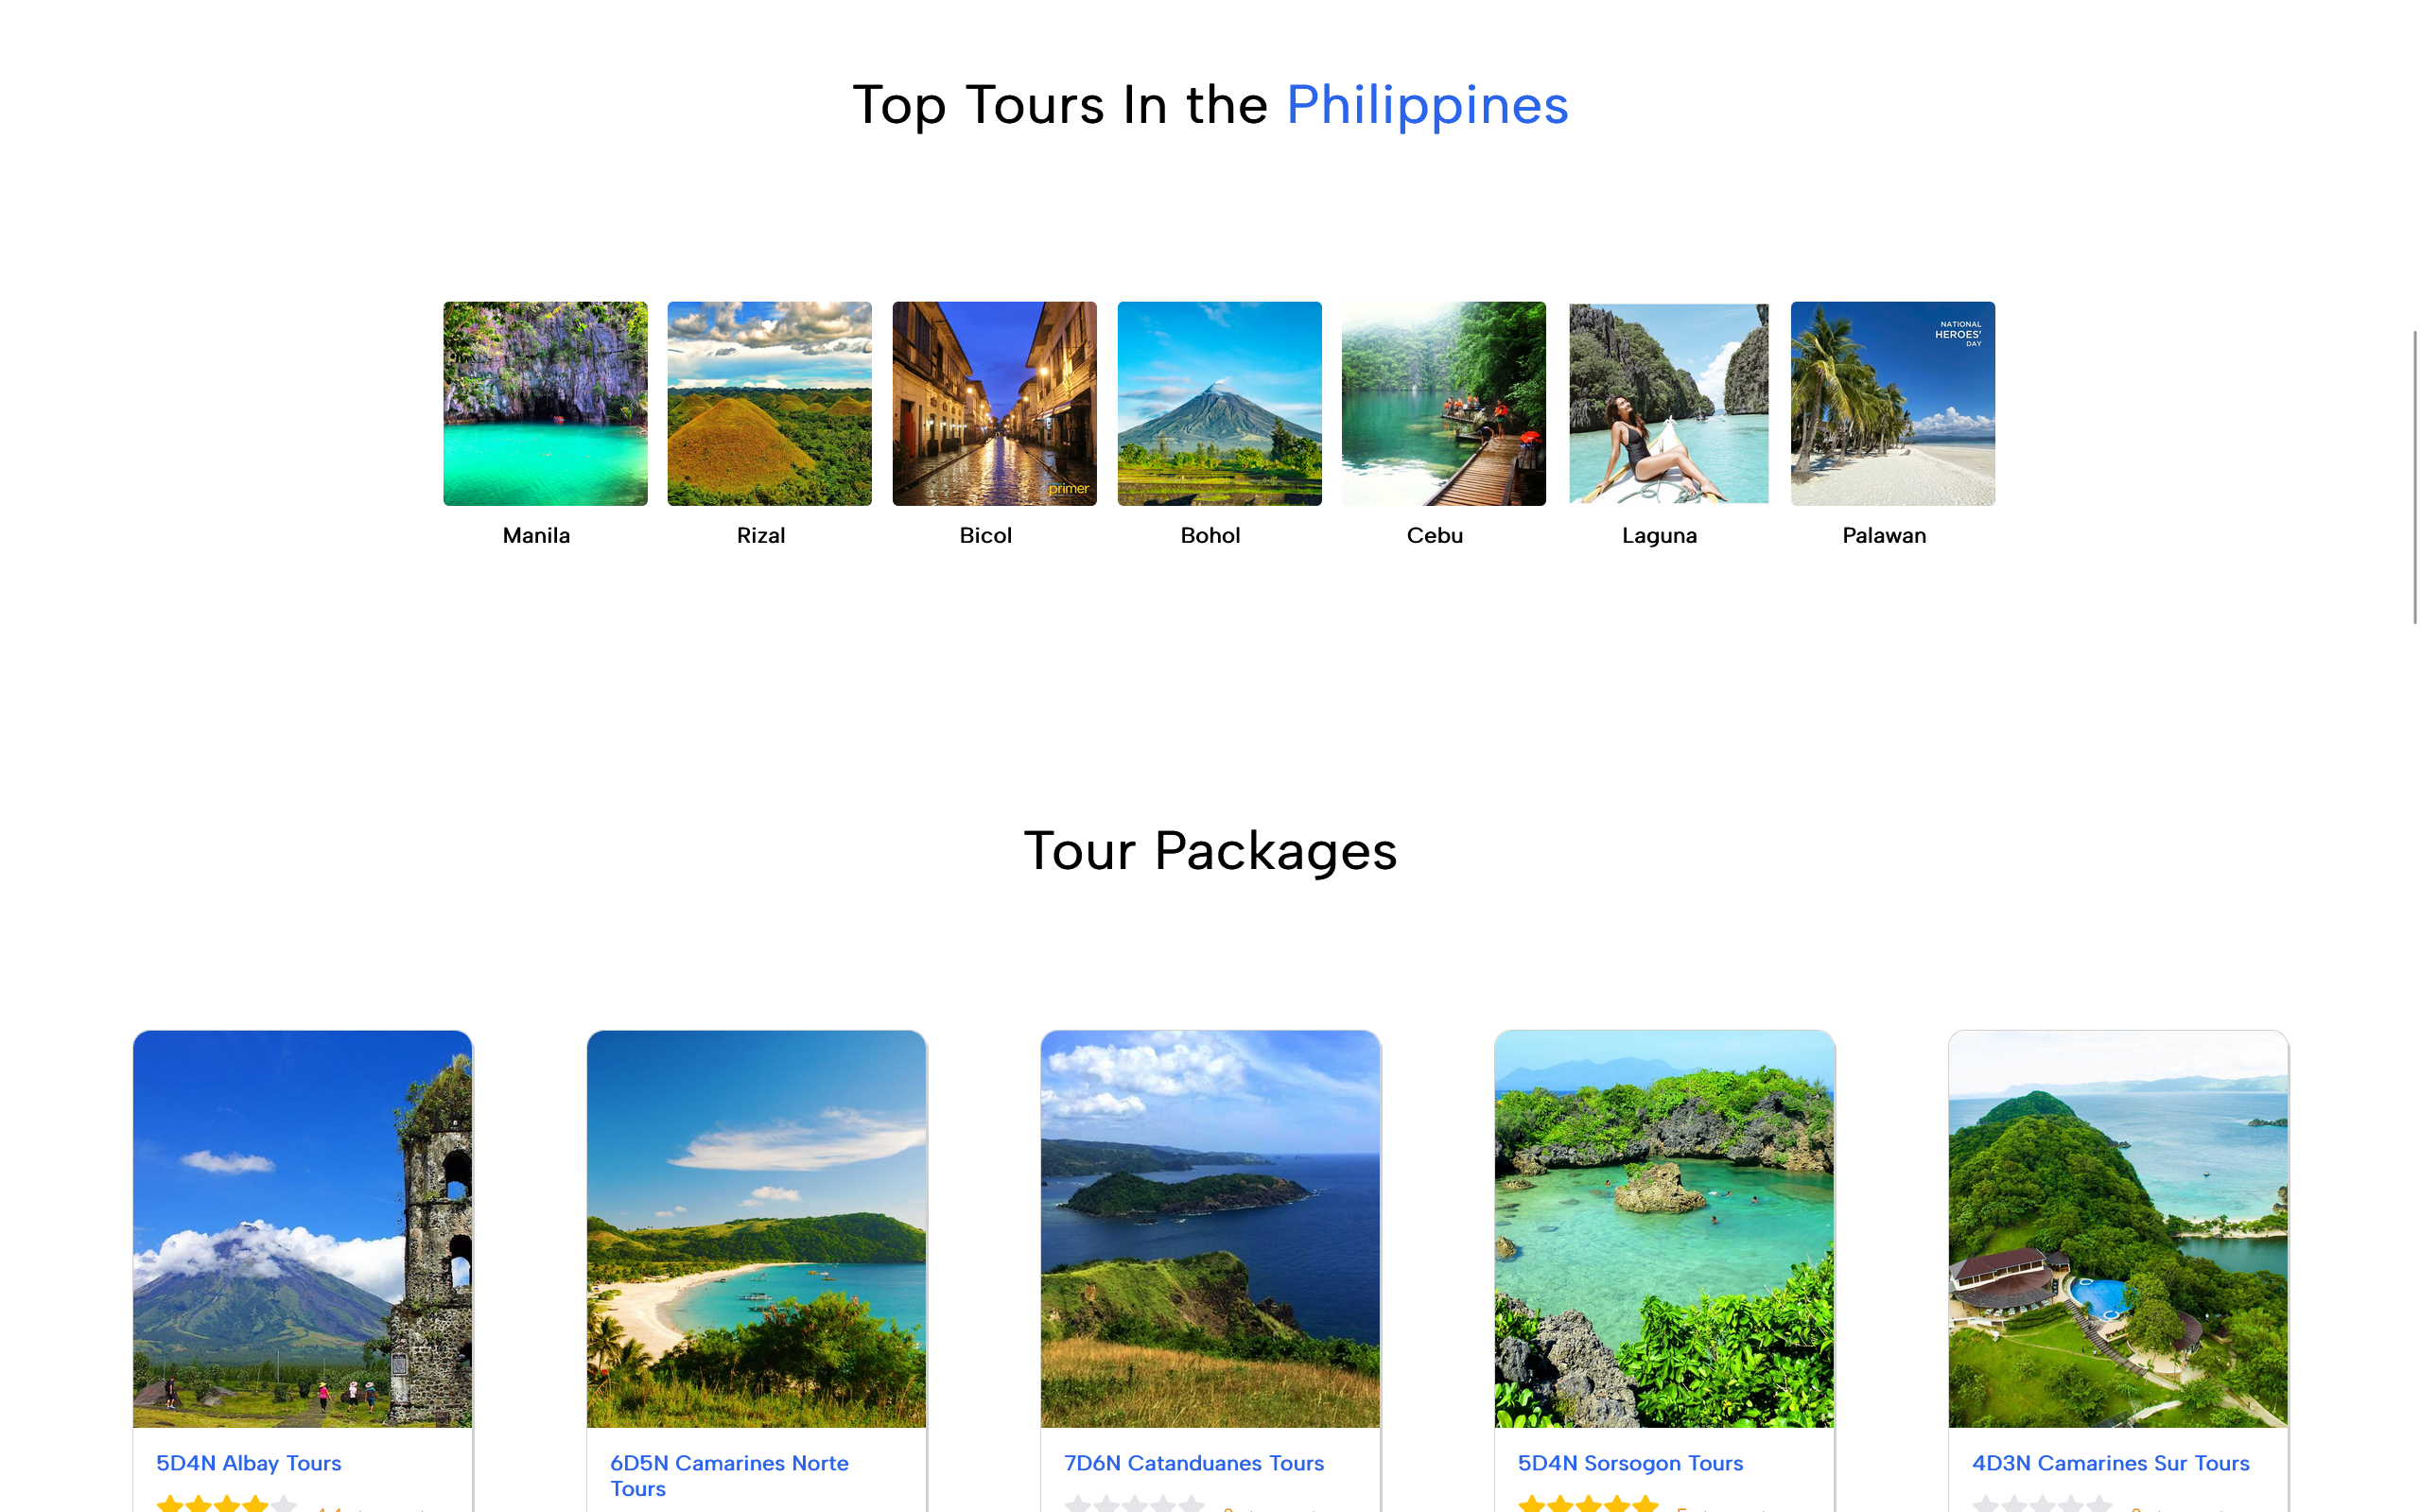 Top Tours In the Philippines
NATIONAL
HEROES'
DAY
primer
Manila
Rizal
Bicol
Bohol
Cebu
Laguna
Palawan
Tour Packages
5D4N Albay Tours
6D5N Camarines Norte
Tours
7D6N Catanduanes Tours
5D4N Sorsogon Tours
4D3N Camarines Sur Tours